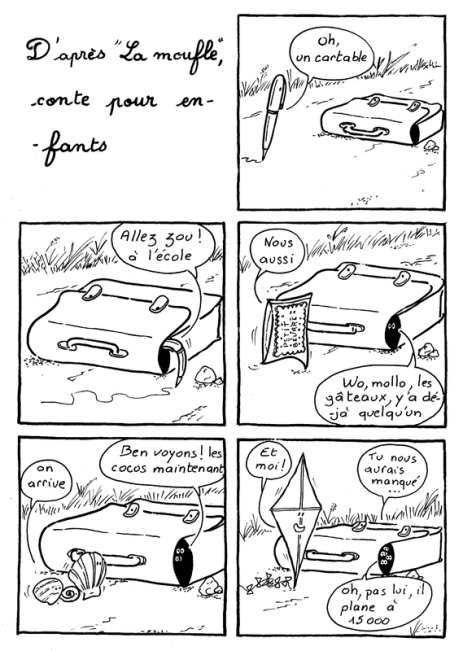 D'après "La moufle",
conte pour en-
-fants
Oh,
un cartable
Allez zou!
à l'école
Nous
aussi
Wo, mollo, les
gâteaux, y'a dé-
-jà quelqu'un
on
arrive
Ben voyons! les
cocos maintenant
Et
moi!
Tu nous
aurais
manqué
...
oh, pas lui, il
plane à
15000